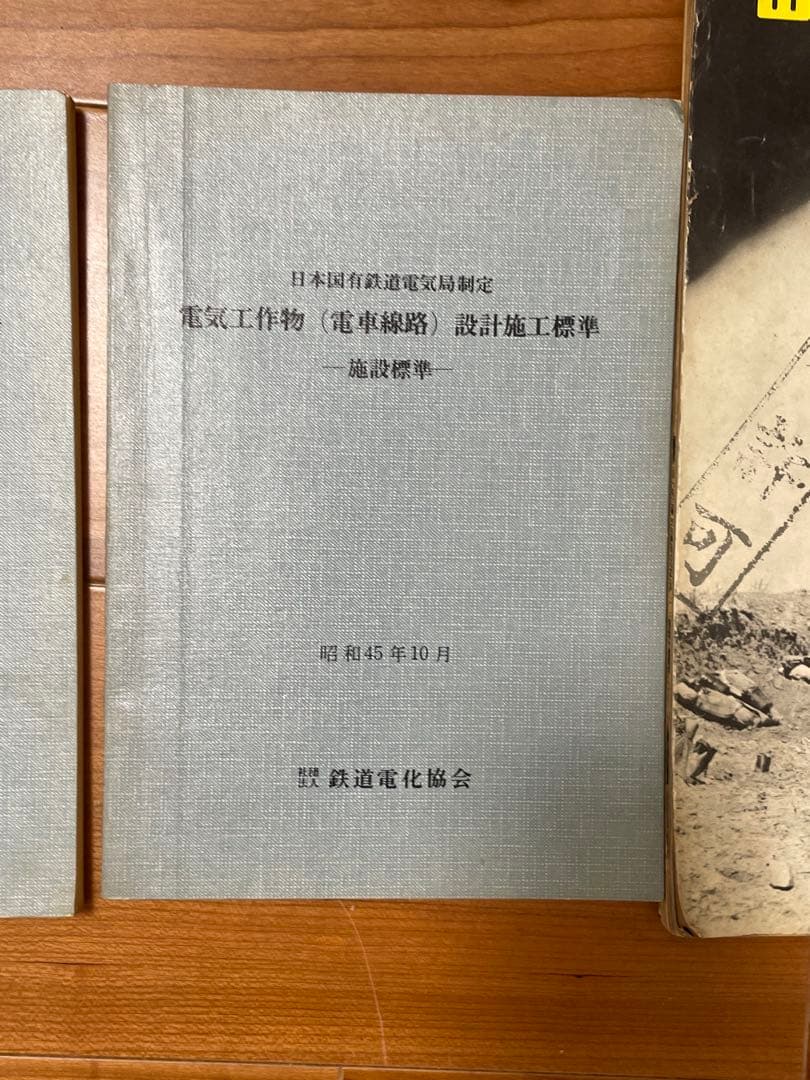 日本国有鉄道電気局制定
電気工作物（電車線路）設計施工標準
―施設標準―
昭和45年10月
社団法人 鉄道電化協会